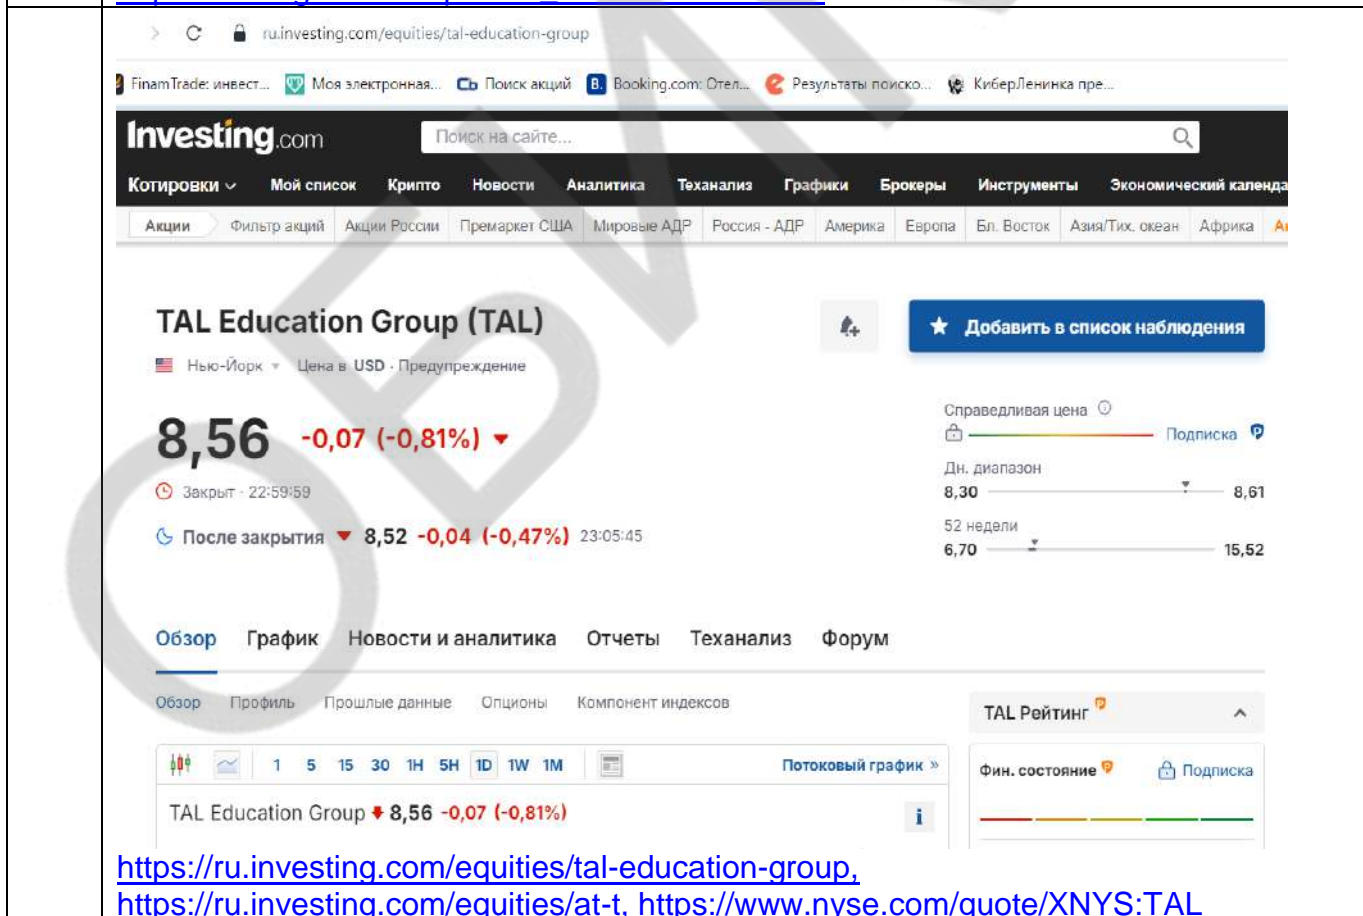 ru.investing.com/equities/tal-education-group
FinamTrade: инвест... Моя электронная... Сь Поиск акций B. Booking.com: Отел... Результаты поиско... КиберЛенинка пре...
Investing.com Поиск на сайте...
Котировки Мой список Крипто Новости Аналитика Теханализ Графики Брокеры Инструменты Экономический календа
Акции Фильтр акций Акции России Премаркет США Мировые АДР Россия - АДР Америка Европа Бл. Восток Азия/Тих. океан Африка
TAL Education Group (TAL) Добавить в список наблюдения
Нью-Йорк Цена в USD · Предупреждение
Справедливая цена
8,56 -0,07 (-0,81%) Подписка
Дн. диапазон
Закрыт · 22:59:59 8,30 8,61
52 недели
После закрытия 8,52 -0,04 (-0,47%) 23:05:45 6,70 15,52
Обзор График Новости и аналитика Отчеты Теханализ Форум
Обзор Профиль Прошлые данные Опционы Компонент индексов
TAL Рейтинг
1 5 15 30 1H 5H 1D 1W 1M Потоковый график »
Фин. состояние Подписка
TAL Education Group 8,56 -0,07 (-0,81%)
https://ru.investing.com/equities/tal-education-group,
https://ru.investing.com/equities/at-t, https://www.nyse.com/quote/XNYS:TAL